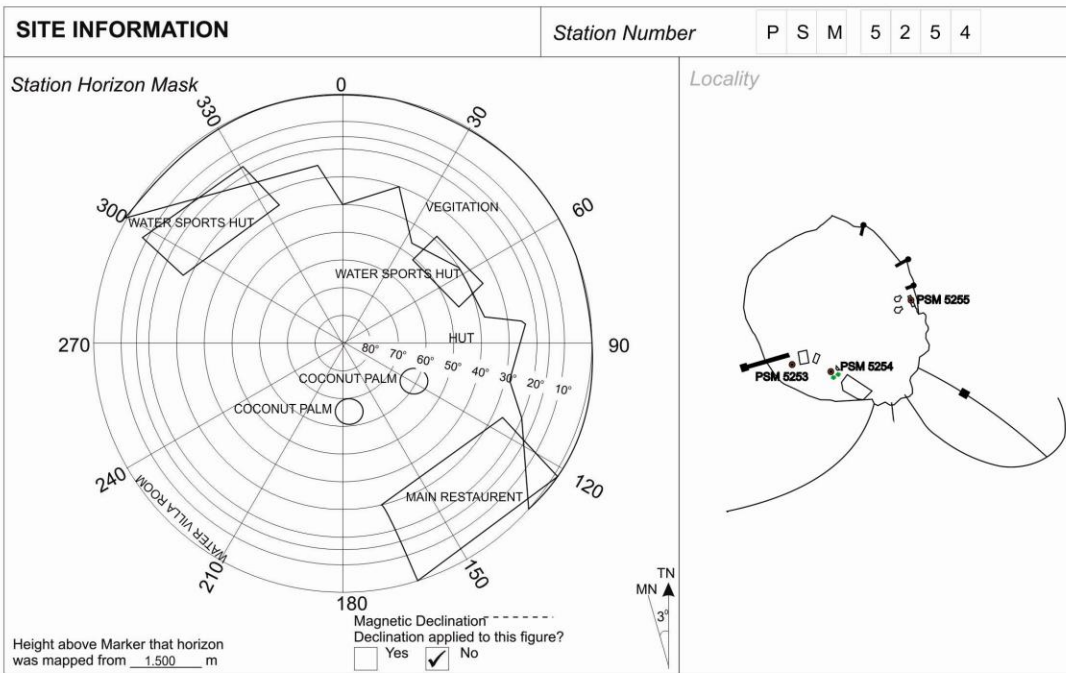 SITE INFORMATION
Station Number
P S M 5 2 5 4
Station Horizon Mask
0
30
60
90
120
150
180
210
240
270
300
330
WATER SPORTS HUT
VEGITATION
WATER SPORTS HUT
HUT
80° 70° 60° 50° 40° 30° 20° 10°
COCONUT PALM
COCONUT PALM
MAIN RESTAURENT
WATER VILLA ROOM
Height above Marker that horizon
was mapped from 1.500 m
Magnetic Declination
Declination applied to this figure?
Yes ✓ No
MN TN
3°
Locality
PSM 5255
PSM 5254
PSM 5253